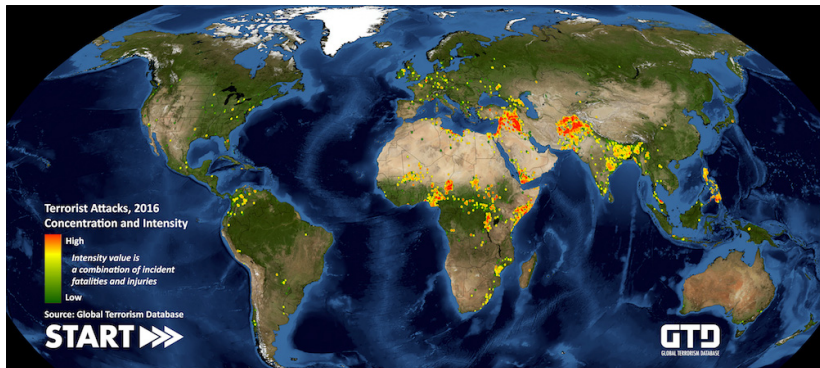 Terrorist Attacks, 2016
Concentration and Intensity
High
Intensity value is
a combination of incident
fatalities and injuries
Low
Source: Global Terrorism Database
START
GTD
GLOBAL TERRORISM DATABASE